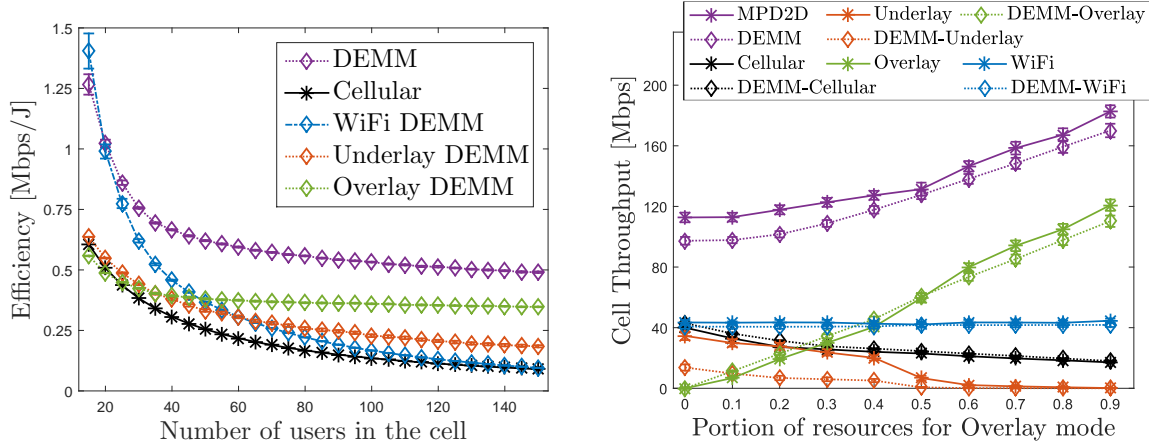 1.5
1.25
1
0.75
0.5
0.25
0
20 40 60 80 100 120 140
Efficiency [Mbps/J]
Number of users in the cell
DEMM
Cellular
WiFi DEMM
Underlay DEMM
Overlay DEMM
MPD2D Underlay DEMM-Overlay
DEMM DEMM-Underlay
Cellular Overlay WiFi
DEMM-Cellular DEMM-WiFi
200
160
120
80
40
0
0 0.1 0.2 0.3 0.4 0.5 0.6 0.7 0.8 0.9
Cell Throughput [Mbps]
Portion of resources for Overlay mode